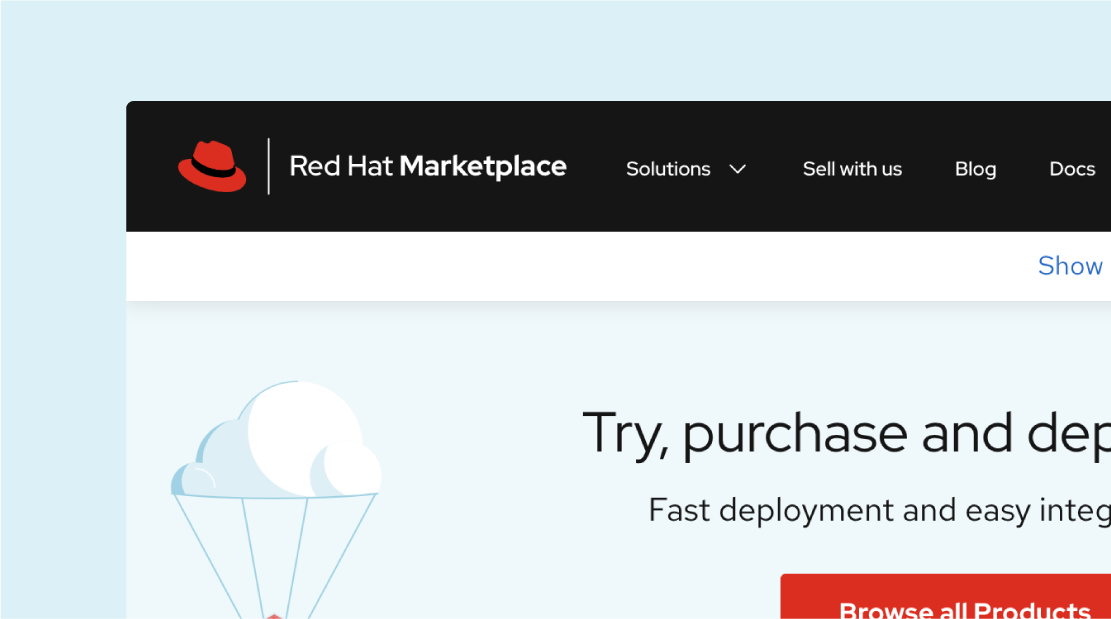 Red Hat Marketplace Solutions Sell with us Blog Docs
Show
Try, purchase and dep
Fast deployment and easy integ
Browse all Products